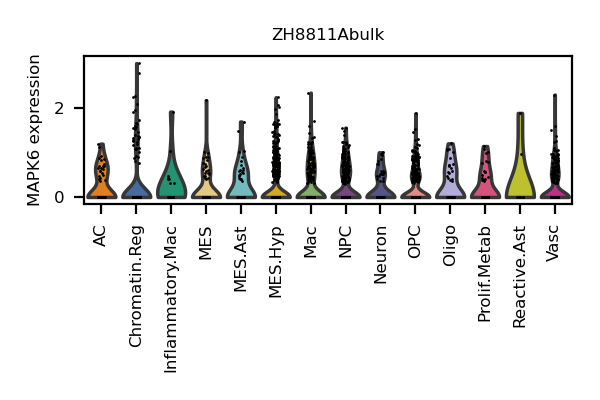 ZH8811Abulk
MAPK6 expression
2
0
AC
Chromatin.Reg
Inflammatory.Mac
MES
MES.Ast
MES.Hyp
Mac
NPC
Neuron
OPC
Oligo
Prolif.Metab
Reactive.Ast
Vasc